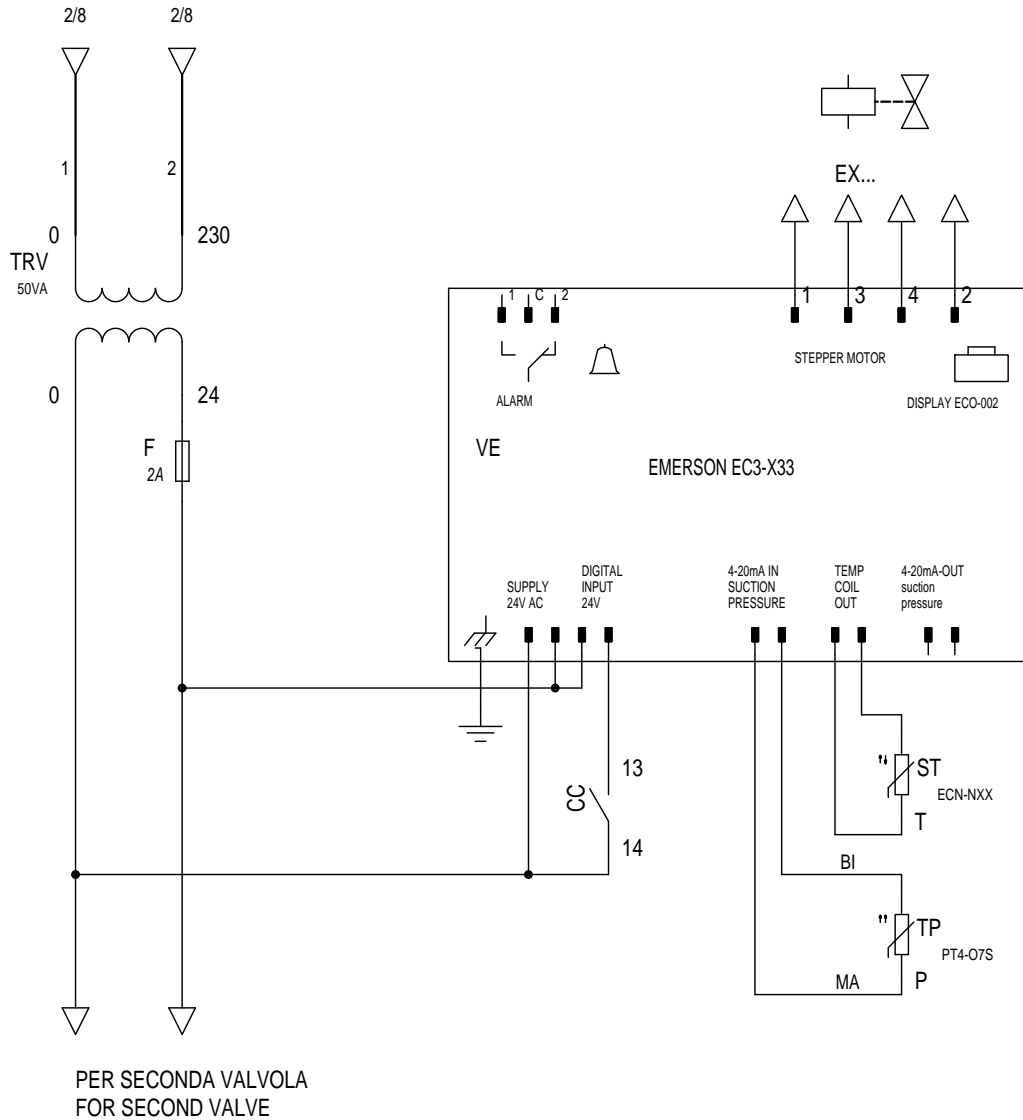 2/8
2/8
1
2
0
230
TRV
50VA
0
24
F
2A
EX...
1
C
2
1
3
4
2
ALARM
STEPPER MOTOR
DISPLAY ECO-002
VE
EMERSON EC3-X33
SUPPLY
24V AC
DIGITAL
INPUT
24V
4-20mA IN
SUCTION
PRESSURE
TEMP
COIL
OUT
4-20mA-OUT
suction
pressure
13
CC
14
ST
ECN-NXX
T
BI
TP
PT4-O7S
MA
P
PER SECONDA VALVOLA
FOR SECOND VALVE